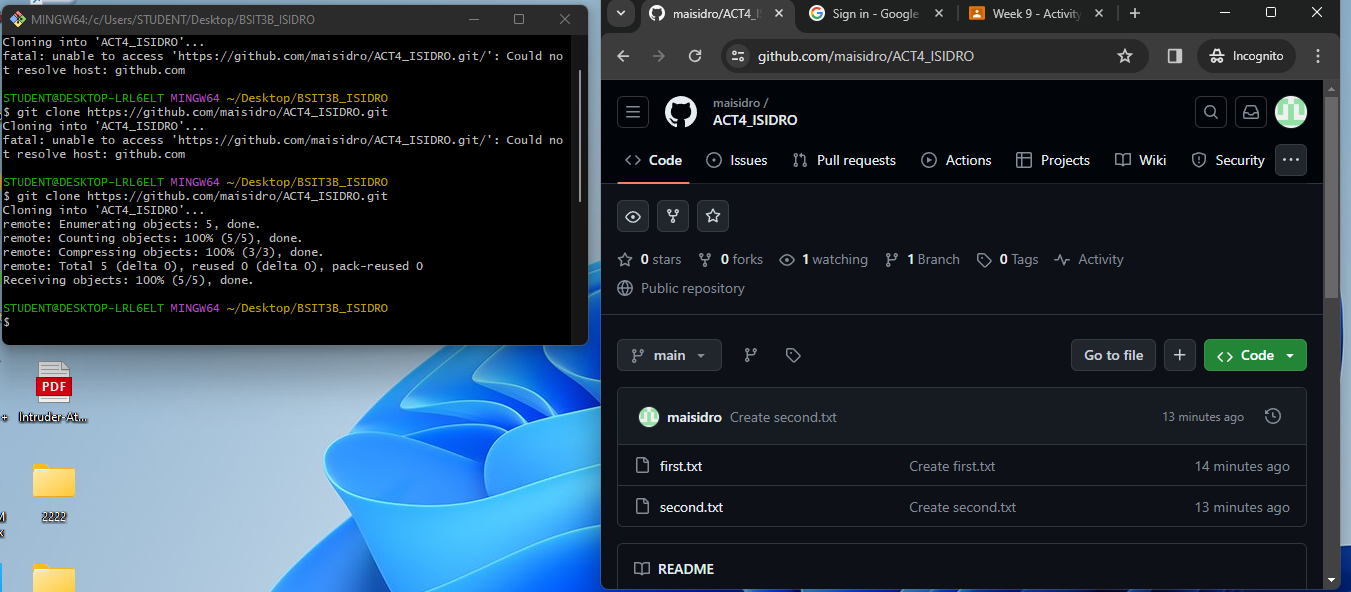 MINGW64:/c/Users/STUDENT/Desktop/BSIT3B_ISIDRO
Cloning into 'ACT4_ISIDRO'...
fatal: unable to access 'https://github.com/maisidro/ACT4_ISIDRO.git/': Could no
t resolve host: github.com
STUDENT@DESKTOP-LRL6ELT MINGW64 ~/Desktop/BSIT3B_ISIDRO
$ git clone https://github.com/maisidro/ACT4_ISIDRO.git
Cloning into 'ACT4_ISIDRO'...
fatal: unable to access 'https://github.com/maisidro/ACT4_ISIDRO.git/': Could no
t resolve host: github.com
STUDENT@DESKTOP-LRL6ELT MINGW64 ~/Desktop/BSIT3B_ISIDRO
$ git clone https://github.com/maisidro/ACT4_ISIDRO.git
Cloning into 'ACT4_ISIDRO'...
remote: Enumerating objects: 5, done.
remote: Counting objects: 100% (5/5), done.
remote: Compressing objects: 100% (3/3), done.
remote: Total 5 (delta 0), reused 0 (delta 0), pack-reused 0
Receiving objects: 100% (5/5), done.
STUDENT@DESKTOP-LRL6ELT MINGW64 ~/Desktop/BSIT3B_ISIDRO
$
PDF
Intruder-At...
2222
maisidro/ACT4_IS
Sign in - Google
Week 9 - Activity
github.com/maisidro/ACT4_ISIDRO
Incognito
maisidro /
ACT4_ISIDRO
Code Issues Pull requests Actions Projects Wiki Security
0 stars 0 forks 1 watching 1 Branch 0 Tags Activity
Public repository
main Go to file Code
maisidro Create second.txt 13 minutes ago
first.txt Create first.txt 14 minutes ago
second.txt Create second.txt 13 minutes ago
README